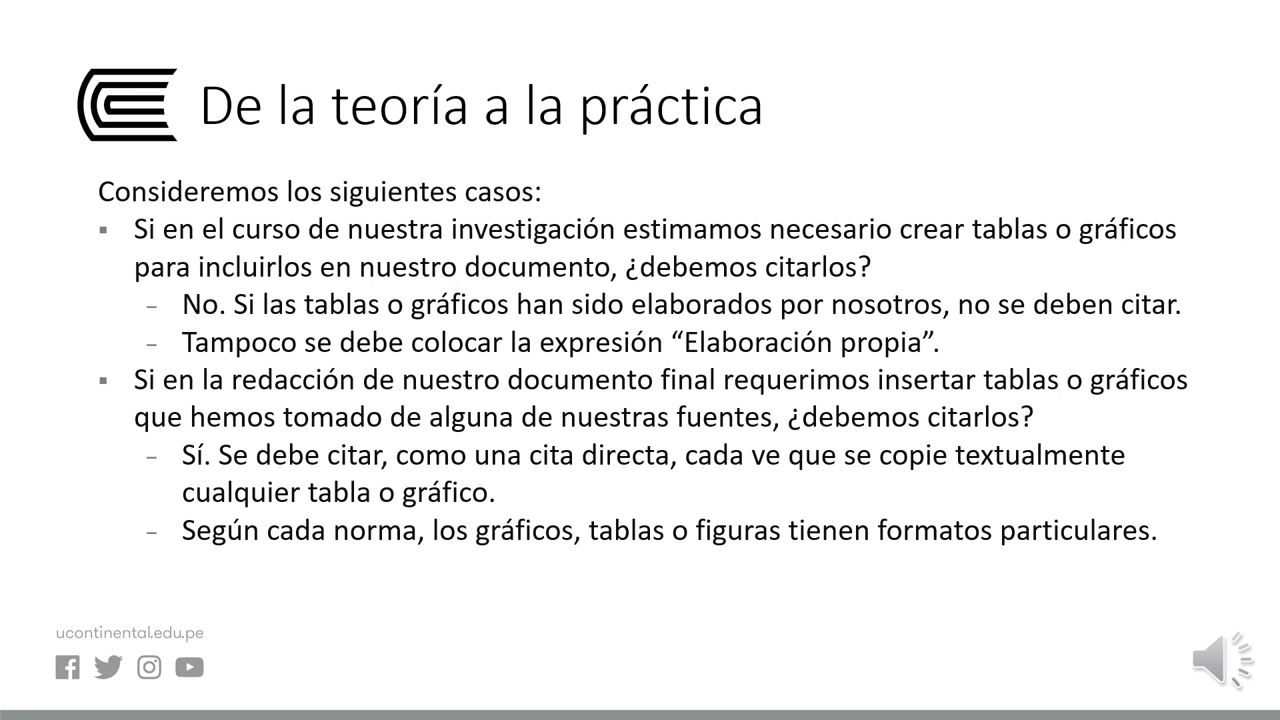 De la teoría a la práctica
Consideremos los siguientes casos:
▪ Si en el curso de nuestra investigación estimamos necesario crear tablas o gráficos
para incluirlos en nuestro documento, ¿debemos citarlos?
– No. Si las tablas o gráficos han sido elaborados por nosotros, no se deben citar.
– Tampoco se debe colocar la expresión “Elaboración propia”.
▪ Si en la redacción de nuestro documento final requerimos insertar tablas o gráficos
que hemos tomado de alguna de nuestras fuentes, ¿debemos citarlos?
– Sí. Se debe citar, como una cita directa, cada ve que se copie textualmente
cualquier tabla o gráfico.
– Según cada norma, los gráficos, tablas o figuras tienen formatos particulares.
ucontinental.edu.pe